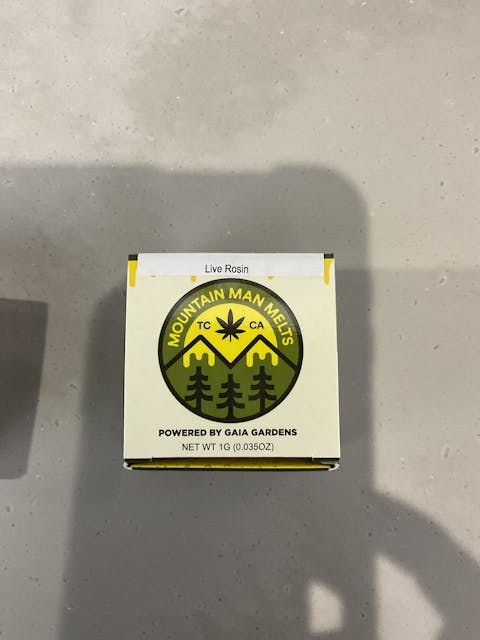 Live Rosin
MOUNTAIN MAN MELTS
TC CA
POWERED BY GAIA GARDENS
NET WT 1G (0.035OZ)